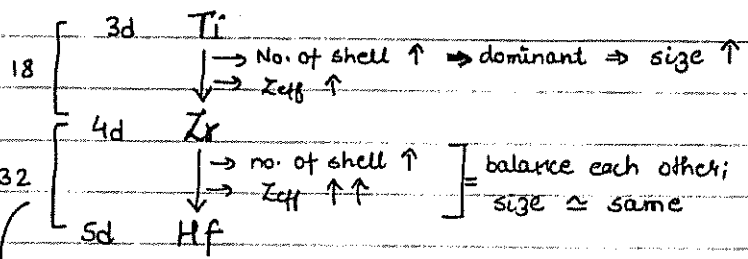 3d Ti
18 → No. of shell ↑ ⇒ dominant ⇒ size ↑
→ Zeff ↑
4d Zr
→ no. of shell ↑ ] = balance each other;
32 → Zeff ↑↑ size ≃ same
5d Hf